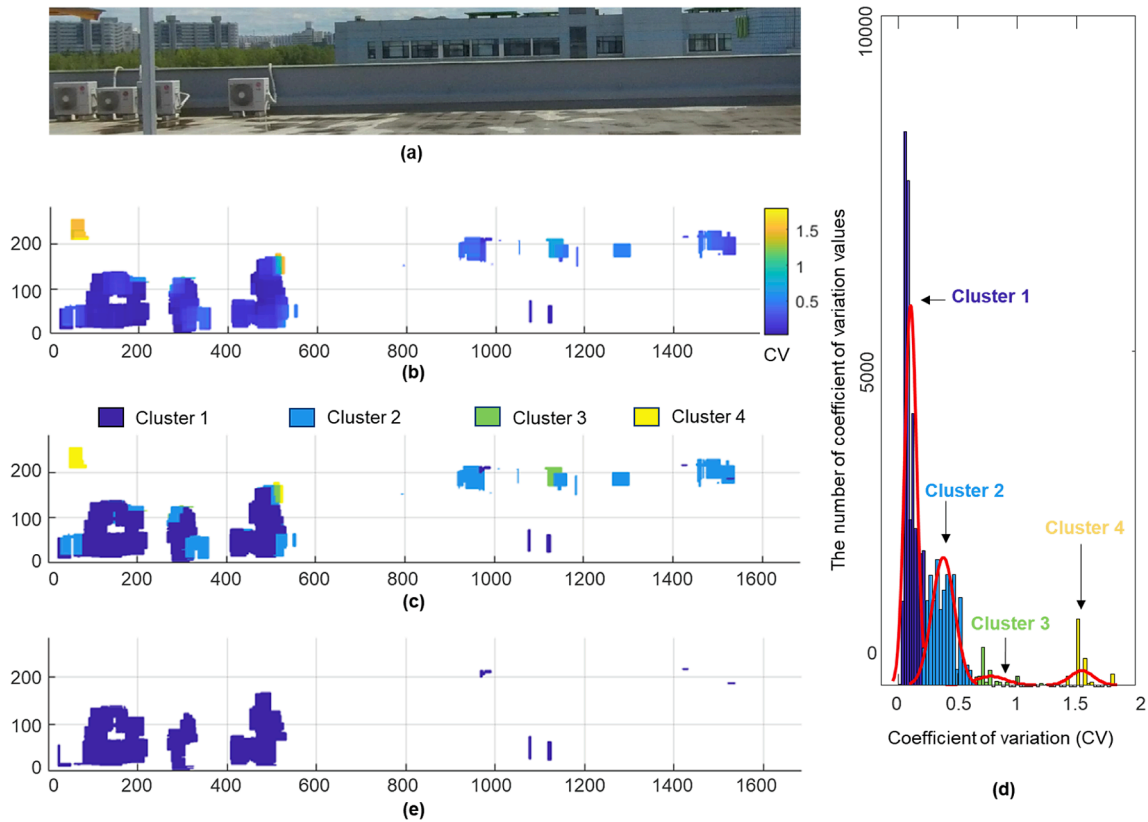 (a)
200
100
0
0
200
400
600
800
1000
1200
1400
1.5
1
0.5
CV
(b)
Cluster 1
Cluster 2
Cluster 3
Cluster 4
200
100
0
0
200
400
600
800
1000
1200
1400
1600
(c)
200
100
0
0
200
400
600
800
1000
1200
1400
1600
(e)
10000
5000
0
The number of coefficient of variation values
Cluster 1
Cluster 2
Cluster 3
Cluster 4
0
0.5
1
1.5
2
Coefficient of variation (CV)
(d)